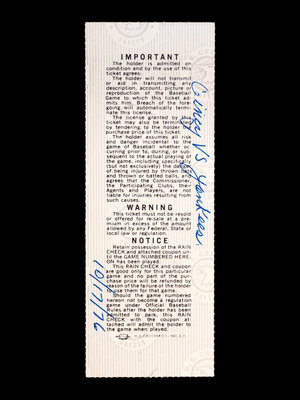 IMPORTANT
The holder is admitted on
condition and by the use of this
ticket agrees:
The holder will not transmit
or aid in transmitting any
description, account, picture or
reproduction of the Baseball
Game to which this ticket ad-
mits him. Breach of the fore-
going will automatically termi-
nate this license.
The license granted by this
ticket may also be terminated
by tendering to the holder the
purchase price of this ticket.
The holder assumes all risk
and danger incidental to the
game of Baseball whether oc-
curring prior to, during, or sub-
sequent to the actual playing of
the game, including specifically
(but not exclusively) the danger
of being injured by thrown bats
and thrown or batted balls, and
agrees that the Commissioner,
the Participating Clubs, their
Agents and Players, are not
liable for injuries resulting from
such causes.
WARNING
This ticket must not be resold
or offered for re-sale at a pre-
mium in excess of the amount
allowed by any Federal, State or
local law or regulation.
NOTICE
Retain possession of the RAIN
CHECK and attached coupon un-
til the GAME NUMBERED HERE-
ON has been played.
This RAIN CHECK and coupon
are good only for this particular
game and no part of the pur-
chase price will be refunded by
reason of the failure of the holder
to use them for that game.
Should the game numbered
hereon not become a regulation
game under Official Baseball
Rules after the holder has been
admitted to park, this RAIN
CHECK with the coupon at-
tached will admit the holder to
the game when played.
Cincy VS Yankees
10/17/76